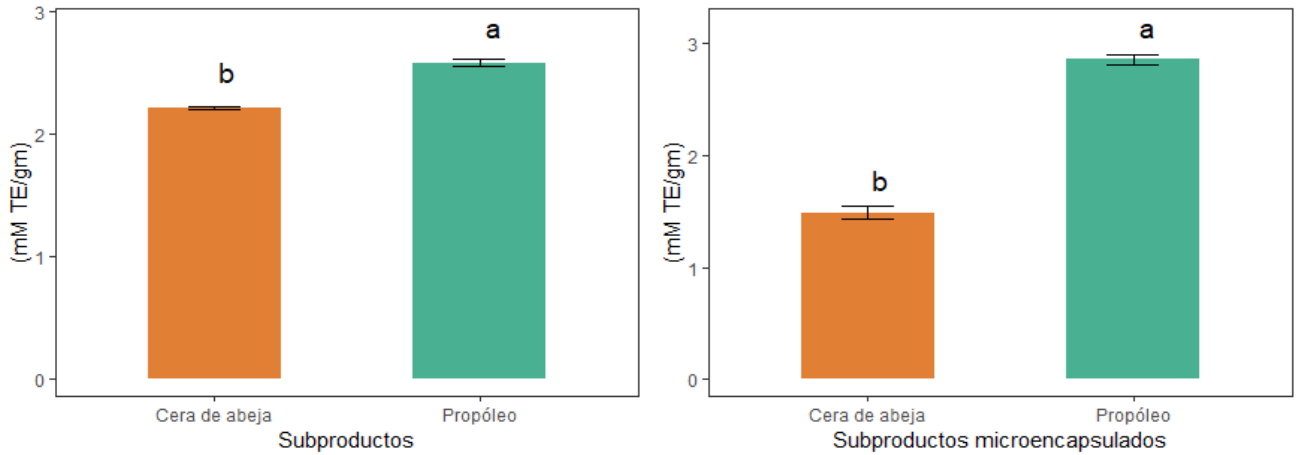 3
2
1
0
(mM TE/gm)
b
a
Cera de abeja
Propóleo
Subproductos
3
2
1
0
(mM TE/gm)
b
a
Cera de abeja
Propóleo
Subproductos microencapsulados